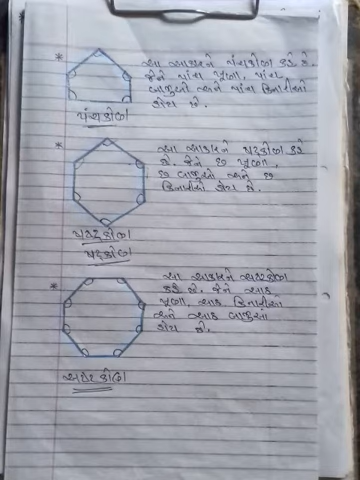 આ આકારને પંચકોણ કહે છે.
જેને પાંચ ખૂણા, પાંચ
બાજુઓ અને પાંચ કિનારીઓ
હોય છે.
પંચકોણ
આ આકારને ષટ્કોણ કહે
છે. જેને છ ખૂણા,
છ બાજુઓ અને છ
કિનારીઓ હોય છે.
ષટ્કોણ
આ આકારને અષ્ટકોણ
કહે છે. જેને આઠ
ખૂણા, આઠ કિનારીઓ
અને આઠ બાજુઓ
હોય છે.
અષ્ટકોણ